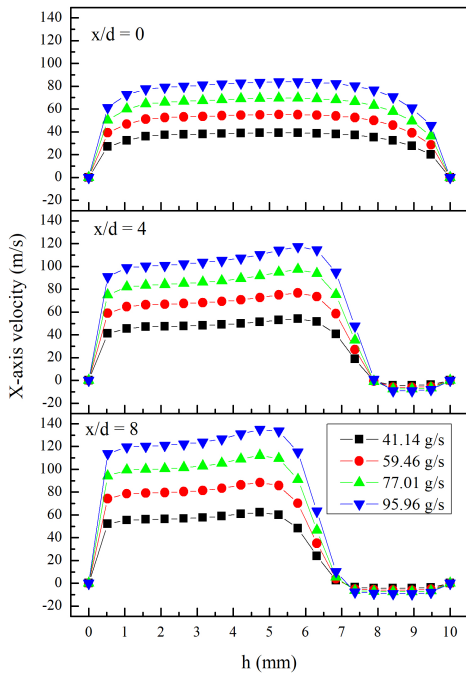 x/d = 0
140
120
100
80
60
40
20
0
-20
x/d = 4
140
120
100
80
60
40
20
0
-20
x/d = 8
140
120
100
80
60
40
20
0
-20
X-axis velocity (m/s)
41.14 g/s
59.46 g/s
77.01 g/s
95.96 g/s
0 1 2 3 4 5 6 7 8 9 10
h (mm)